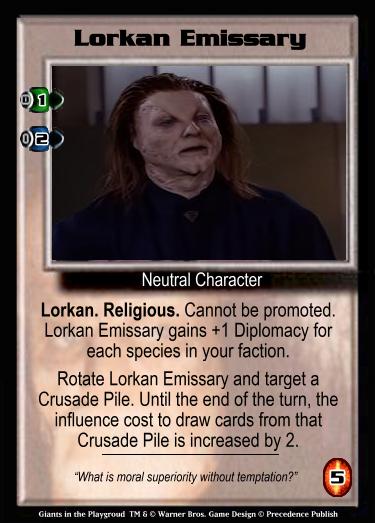 Lorkan Emissary
1
2
Neutral Character
Lorkan. Religious. Cannot be promoted.
Lorkan Emissary gains +1 Diplomacy for
each species in your faction.
Rotate Lorkan Emissary and target a
Crusade Pile. Until the end of the turn, the
influence cost to draw cards from that
Crusade Pile is increased by 2.
“What is moral superiority without temptation?”
5
Giants in the Playgroud TM & © Warner Bros. Game Design © Precedence Publish